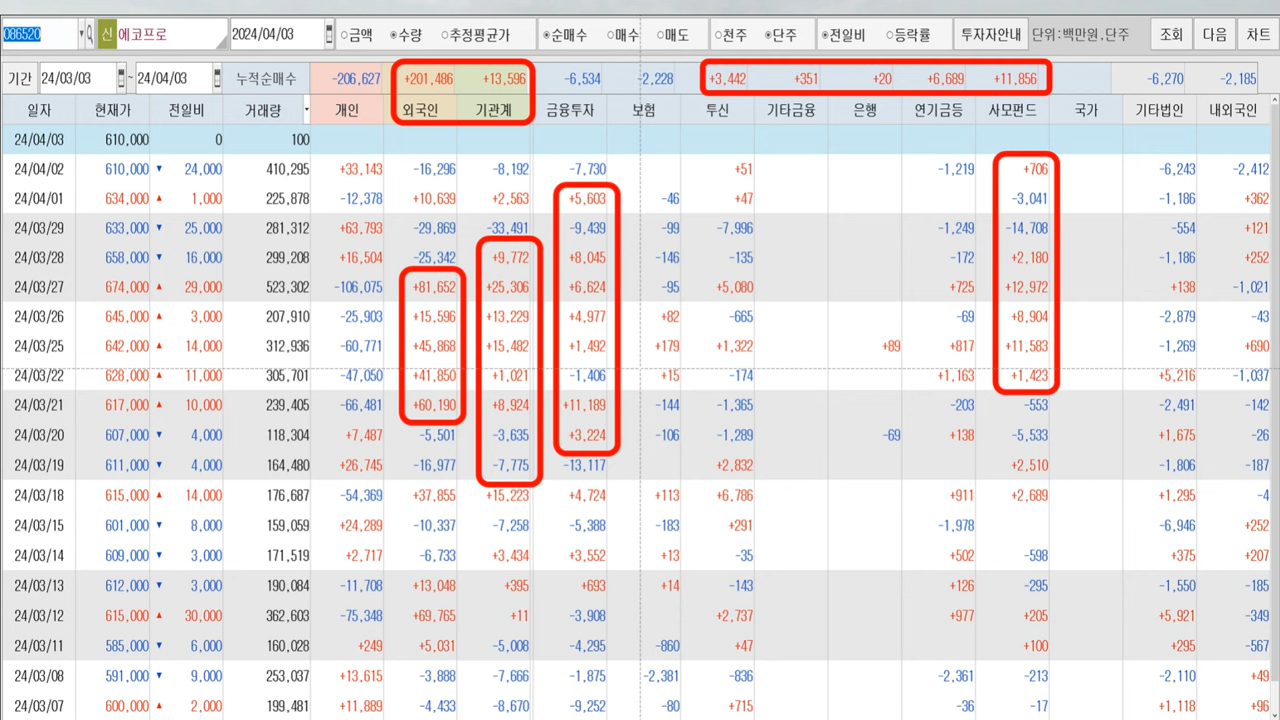 086520 신 에코프로 2024/04/03 금액 수량 추정평균가 순매수 매수 매도 천주 단주 전일비 등락률 투자자안내 단위:백만원,단주 조회 다음 차트
기간 24/03/03 ~ 24/04/03 누적순매수 -206,627 +201,486 +13,596 -6,534 -2,228 +3,442 +351 +20 +6,689 +11,856 -6,270 -2,185
일자 현재가 전일비 거래량 개인 외국인 기관계 금융투자 보험 투신 기타금융 은행 연기금등 사모펀드 국가 기타법인 내외국인
24/04/03 610,000 0 100
24/04/02 610,000 ▼ 24,000 410,295 +33,143 -16,296 -8,192 -7,730 +51 -1,219 +706 -6,243 -2,412
24/04/01 634,000 ▲ 1,000 225,878 -12,378 +10,639 +2,563 +5,603 -46 +47 -3,041 -1,186 +362
24/03/29 633,000 ▼ 25,000 281,312 +63,793 -29,869 -33,491 -9,439 -99 -7,996 -1,249 -14,708 -554 +121
24/03/28 658,000 ▼ 16,000 299,208 +16,504 -25,342 +9,772 +8,045 -146 -135 -172 +2,180 -1,186 +252
24/03/27 674,000 ▲ 29,000 523,302 -106,075 +81,652 +25,306 +6,624 -95 +5,080 +725 +12,972 +138 -1,021
24/03/26 645,000 ▲ 3,000 207,910 -25,903 +15,596 +13,229 +4,977 +82 -665 -69 +8,904 -2,879 -43
24/03/25 642,000 ▲ 14,000 312,936 -60,771 +45,868 +15,482 +1,492 +179 +1,322 +89 +817 +11,583 -1,269 +690
24/03/22 628,000 ▲ 11,000 305,701 -47,050 +41,850 +1,021 -1,406 +15 -174 +1,163 +1,423 +5,216 -1,037
24/03/21 617,000 ▲ 10,000 239,405 -66,481 +60,190 +8,924 +11,189 -144 -1,365 -203 -553 -2,491 -142
24/03/20 607,000 ▼ 4,000 118,304 +7,487 -5,501 -3,635 +3,224 -106 -1,289 -69 +138 -5,533 +1,675 -26
24/03/19 611,000 ▼ 4,000 164,480 +26,745 -16,977 -7,775 -13,117 +2,832 +2,510 -1,806 -187
24/03/18 615,000 ▲ 14,000 176,687 -54,369 +37,855 +15,223 +4,724 +113 +6,786 +911 +2,689 +1,295 -4
24/03/15 601,000 ▼ 8,000 159,059 +24,289 -10,337 -7,258 -5,388 -183 +291 -1,978 -6,946 +252
24/03/14 609,000 ▼ 3,000 171,519 +2,717 -6,733 +3,434 +3,552 +13 -35 +502 -598 +375 +207
24/03/13 612,000 ▼ 3,000 190,084 -11,708 +13,048 +395 +693 +14 -143 +126 -295 -1,550 -185
24/03/12 615,000 ▲ 30,000 362,603 -75,348 +69,765 +11 -3,908 +2,737 +977 +205 +5,921 -349
24/03/11 585,000 ▼ 6,000 160,028 +249 +5,031 -5,008 -4,295 -860 +47 +100 +295 -567
24/03/08 591,000 ▼ 9,000 253,037 +13,615 -3,888 -7,666 -1,875 -2,381 -836 -2,361 -213 -2,110 +49
24/03/07 600,000 ▲ 2,000 199,481 +11,889 -4,433 -8,670 -9,252 -80 +715 -36 -17 +1,118 +96